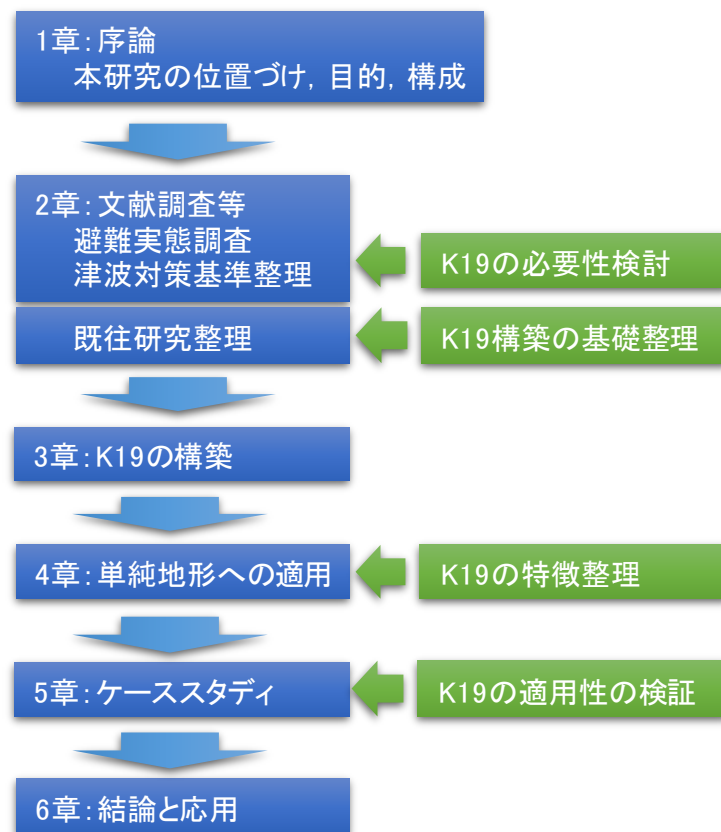 1章：序論
本研究の位置づけ，目的，構成
2章：文献調査等
避難実態調査
津波対策基準整理
K19の必要性検討
既往研究整理
K19構築の基礎整理
3章：K19の構築
4章：単純地形への適用
K19の特徴整理
5章：ケーススタディ
K19の適用性の検証
6章：結論と応用